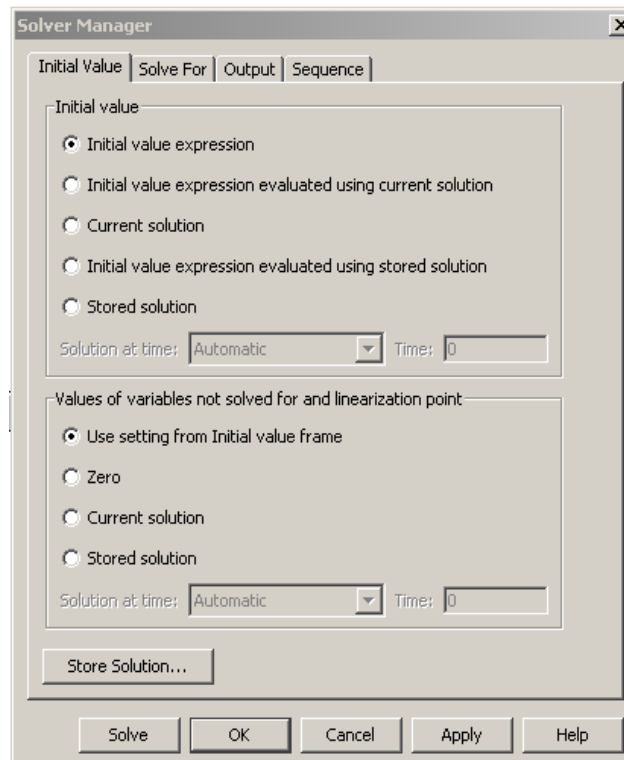 Solver Manager
Initial Value Solve For Output Sequence
Initial value
Initial value expression
Initial value expression evaluated using current solution
Current solution
Initial value expression evaluated using stored solution
Stored solution
Solution at time: Automatic Time: 0
Values of variables not solved for and linearization point
Use setting from Initial value frame
Zero
Current solution
Stored solution
Solution at time: Automatic Time: 0
Store Solution...
Solve OK Cancel Apply Help